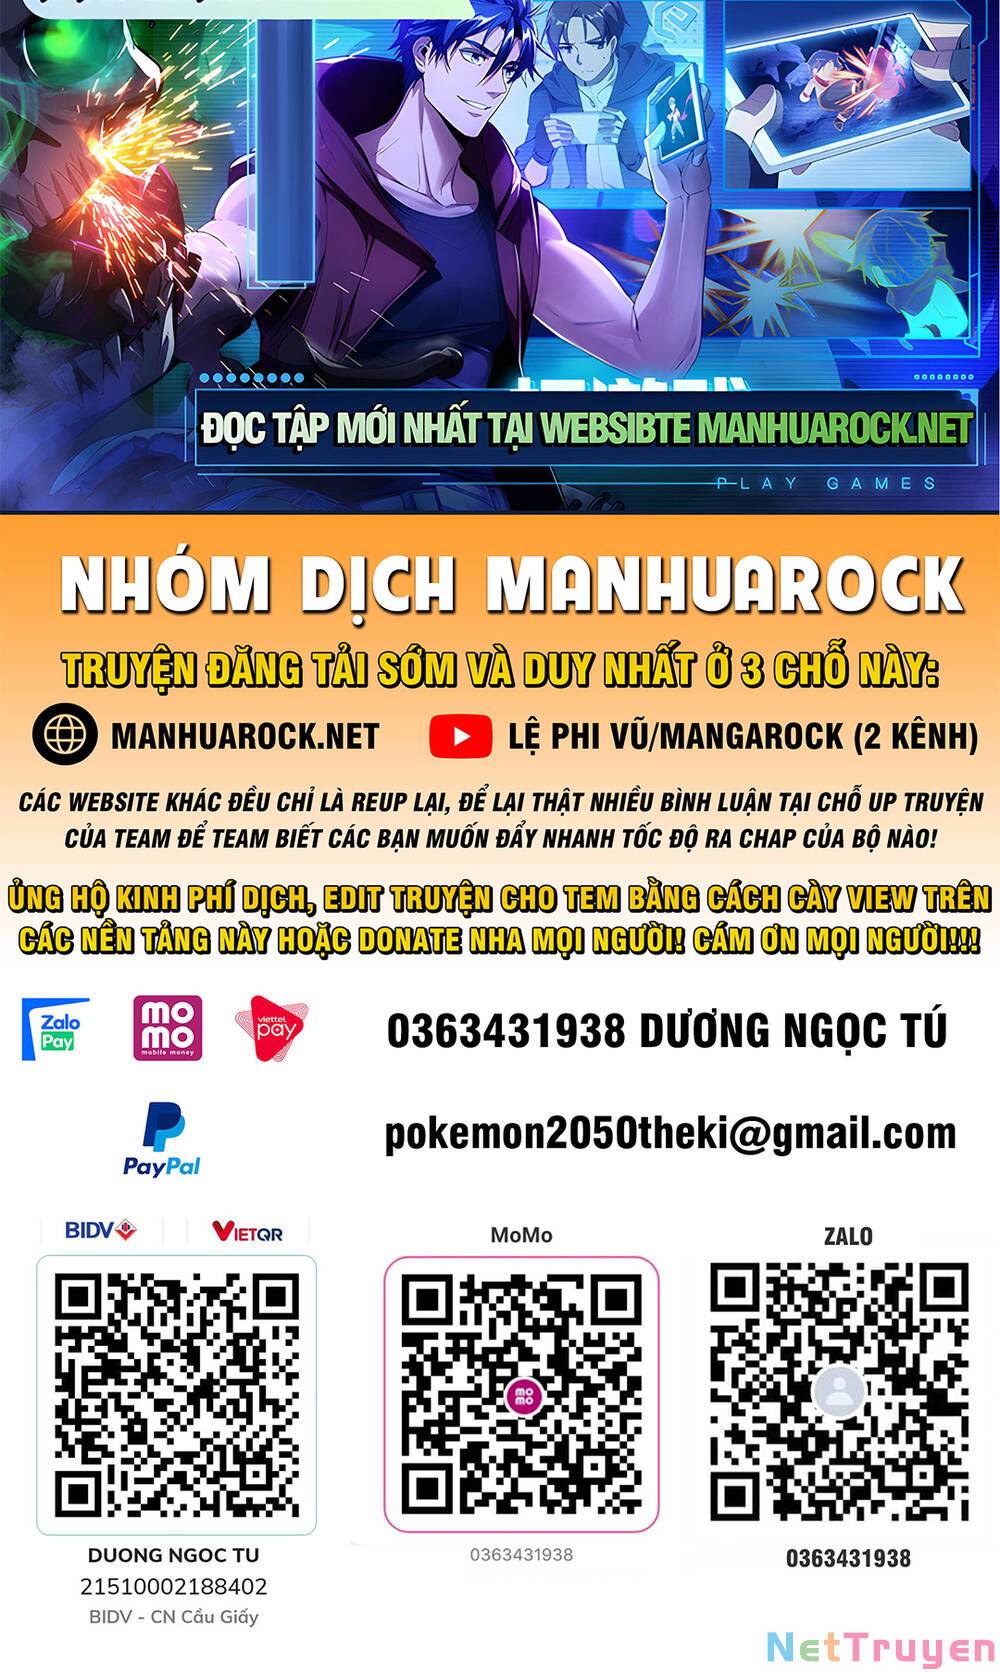 ĐỌC TẬP MỚI NHẤT TẠI WEBSIBTE MANHUAROCK.NET
PLAY GAMES
NHÓM DỊCH MANHUAROCK
TRUYỆN ĐĂNG TẢI SỚM VÀ DUY NHẤT Ở 3 CHỖ NÀY:
MANHUAROCK.NET
LỆ PHI VŨ/MANGAROCK (2 KÊNH)
CÁC WEBSITE KHÁC ĐỀU CHỈ LÀ REUP LẠI, ĐỂ LẠI THẬT NHIỀU BÌNH LUẬN TẠI CHỖ UP TRUYỆN
CỦA TEAM ĐỂ TEAM BIẾT CÁC BẠN MUỐN ĐẨY NHANH TỐC ĐỘ RA CHAP CỦA BỘ NÀO!
ỦNG HỘ KINH PHÍ DỊCH, EDIT TRUYỆN CHO TEM BẰNG CÁCH CÀY VIEW TRÊN
CÁC NỀN TẢNG NÀY HOẶC DONATE NHA MỌI NGƯỜI! CÁM ƠN MỌI NGƯỜI!!!
Zalo
Pay
mo
mo
mobile money
viettel
pay
0363431938 DƯƠNG NGỌC TÚ
PayPal
pokemon2050theki@gmail.com
BIDV
VIETQR
MoMo
ZALO
mo
mo
DUONG NGOC TU
21510002188402
BIDV - CN Cầu Giấy
0363431938
0363431938
NetTruyen